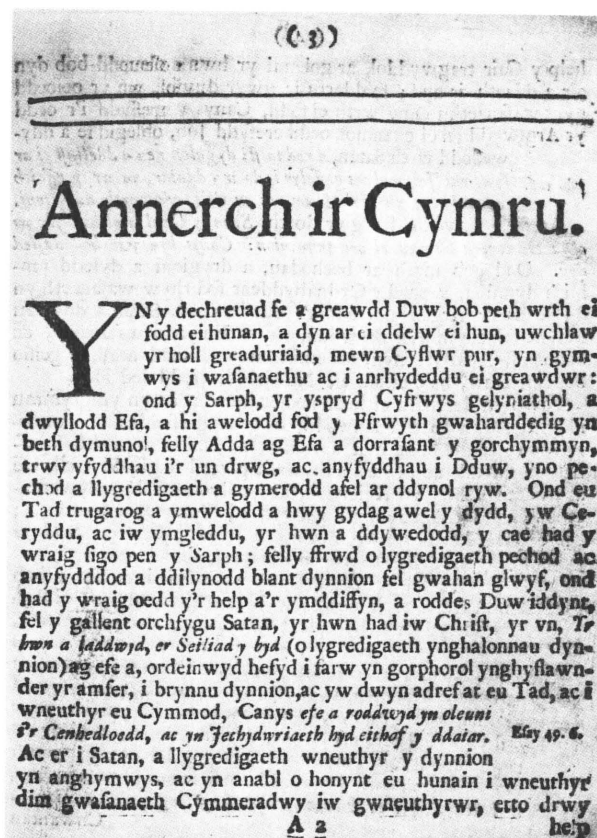 ( 3 )
Annerch ir Cymru.
YN y dechreuad fe a greawdd Duw bob peth wrth ei
fodd ei hunan, a dyn ar ei ddelw ei hun, uwchlaw
yr holl greaduriaid, mewn Cyflwr pur, yn gym-
wys i waſanaethu ac i anrhydeddu ei greawdwr:
ond y Sarph, yr yspryd Cyfrwys gelyniathol, a
dwyllodd Efa, a hi awelodd fod y Ffrwyth gwaharddedig yn
beth dymunol, felly Adda ag Efa a dorraſant y gorchymmyn,
trwy yfyddhau i'r un drwg, ac anyfyddhau i Dduw, yno pe-
chod a llygredigaeth a gymerodd afel ar ddynol ryw. Ond eu
Tad trugarog a ymwelodd a hwy gydag awel y dydd, yw Ce-
ryddu, ac iw ymgleddu, yr hwn a ddywedodd, y cae had y
wraig ſigo pen y Sarph; felly ffrwd o lygredigaeth pechod ac
anyfydddod a ddilynodd blant dynnion fel gwahan glwyf, ond
had y wraig oedd y'r help a'r ymddiffyn, a roddes Duw iddynt,
fel y gallent orchfygu Satan, yr hwn had iw Chriſt, yr vn, Yr
hwn a laddwyd, er Seiliad y byd (o lygredigaeth ynghalonnau dyn-
nion) ag efe a, ordeinwyd hefyd i farw yn gorphorol ynghyflawn-
der yr amſer, i brynnu dynnion, ac yw dwyn adref at eu Tad, ac i
wneuthyr eu Cymmod, Canys efe a roddwyd yn oleuni
i'r Cenhedloedd, ac yn Jechydwriaeth hyd eithaf y ddaiar. Eſay 49. 6.
Ac er i Satan, a llygredigaeth wneuthyr y dynnion
yn anghymwys, ac yn anabl o honynt eu hunain i wneuthyr
dim gwaſanaeth Cymmeradwy iw gwneuthyrwr, etto drwy
A 2 help